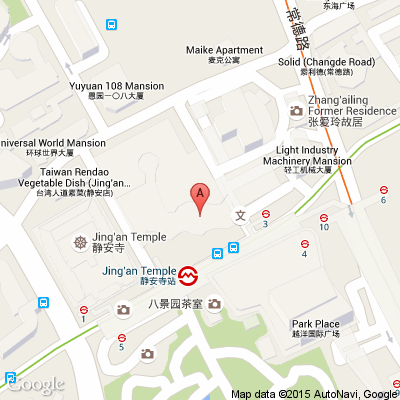 东海广场
常德路
Maike Apartment
麦克公寓
Solid (Changde Road)
索利德(常德路)
Yuyuan 108 Mansion
愚园一〇八大厦
Zhang'ailing
Former Residence
张爱玲故居
Universal World Mansion
环球世界大厦
Light Industry
Machinery Mansion
轻工机械大厦
Taiwan Rendao
Vegetable Dish (Jing'an...
台湾人道素菜(静安店)
A
6
文
3
10
Jing'an Temple
静安寺
4
Jing'an Temple
静安寺站
八景园茶室
1
5
Park Place
越洋国际广场
Google
Map data ©2015 AutoNavi, Google